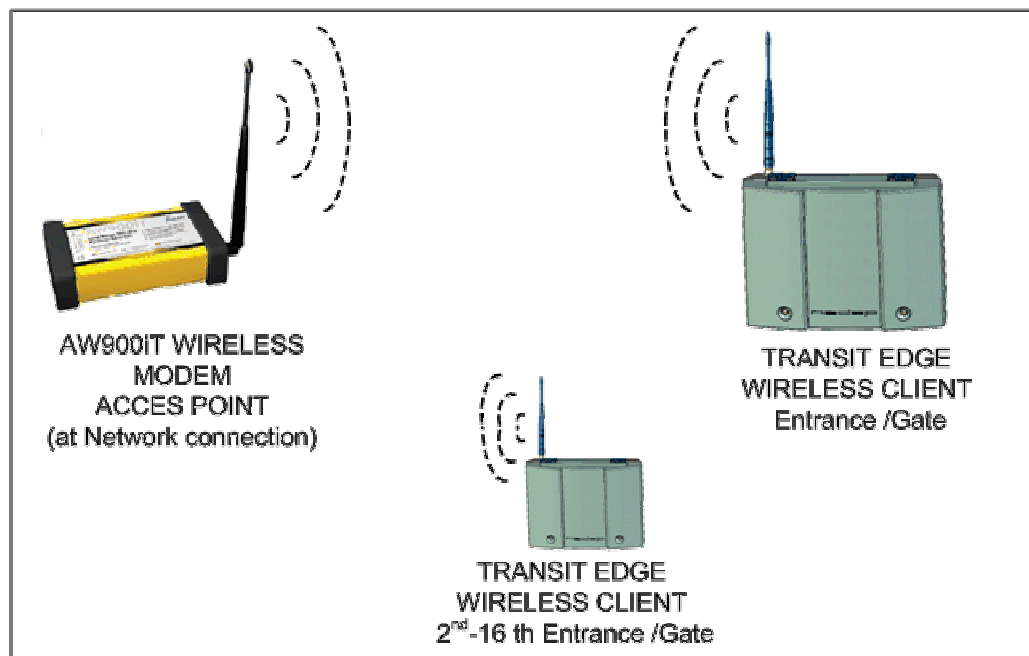 AW900iT WIRELESS
MODEM
ACCES POINT
(at Network connection)
nedap
TRANSIT EDGE
WIRELESS CLIENT
Entrance /Gate
TRANSIT EDGE
WIRELESS CLIENT
2nd-16 th Entrance /Gate